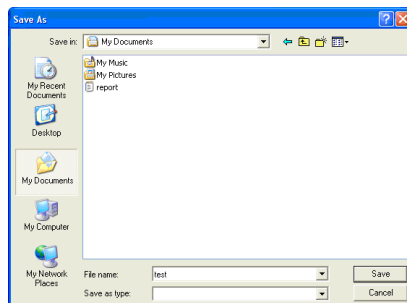 Save As
Save in: My Documents
My Recent
Documents
Desktop
My Documents
My Computer
My Network
Places
My Music
My Pictures
report
File name: test Save
Save as type: Cancel